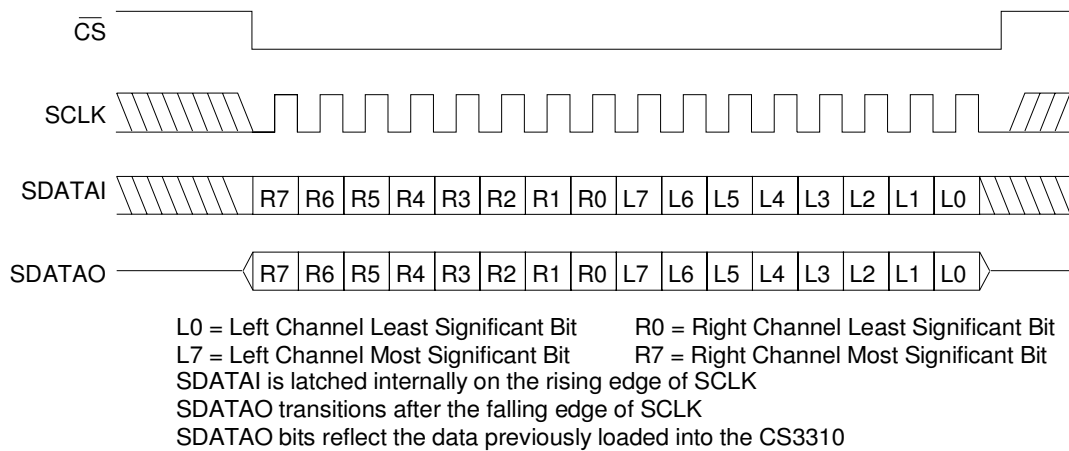 CS
SCLK
SDATAI R7 R6 R5 R4 R3 R2 R1 R0 L7 L6 L5 L4 L3 L2 L1 L0
SDATAO R7 R6 R5 R4 R3 R2 R1 R0 L7 L6 L5 L4 L3 L2 L1 L0
L0 = Left Channel Least Significant Bit R0 = Right Channel Least Significant Bit
L7 = Left Channel Most Significant Bit R7 = Right Channel Most Significant Bit
SDATAI is latched internally on the rising edge of SCLK
SDATAO transitions after the falling edge of SCLK
SDATAO bits reflect the data previously loaded into the CS3310